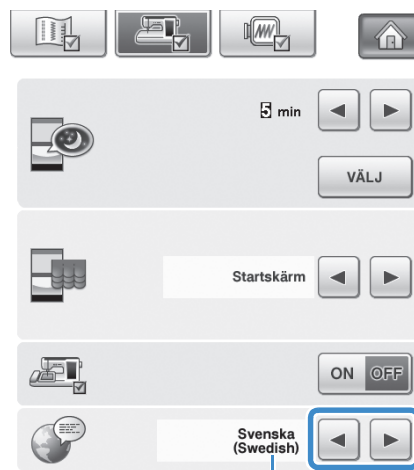 5 min
VÄLJ
Startskärm
ON OFF
Svenska
(Swedish)